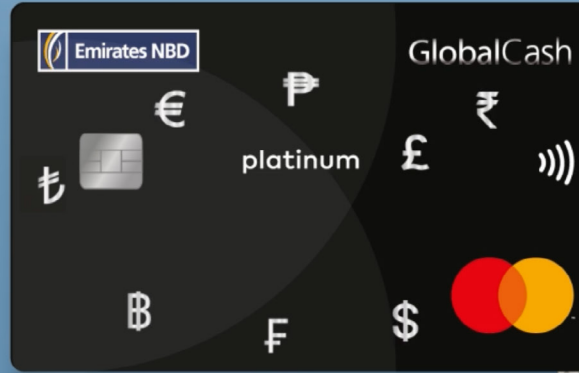 Emirates NBD
GlobalCash
€ ₱ ₹
platinum £
₺
฿ ₣ $